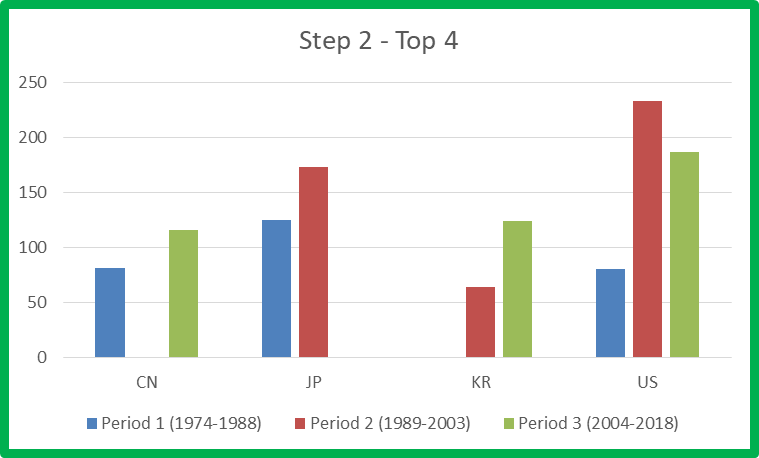 Step 2 - Top 4
250
200
150
100
50
0
CN JP KR US
Period 1 (1974-1988) Period 2 (1989-2003) Period 3 (2004-2018)